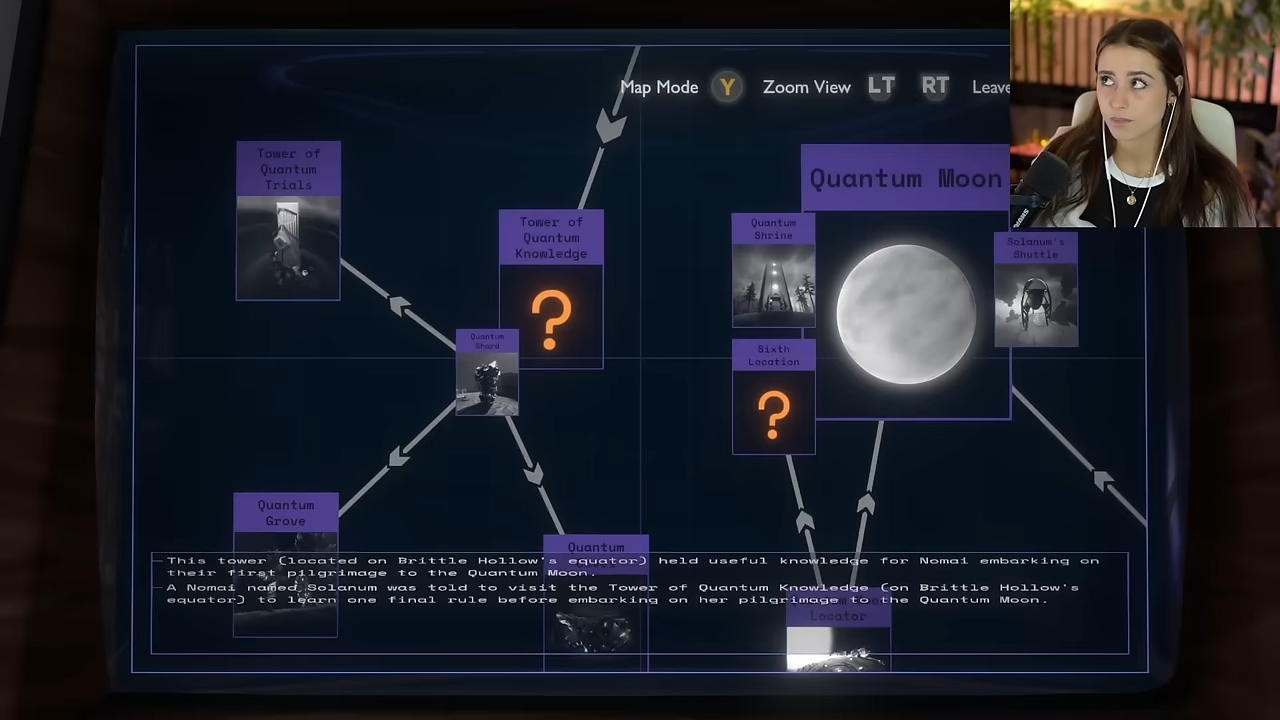 Map Mode Y Zoom View LT RT Leave
Tower of
Quantum
Trials
Quantum Moon
Tower of
Quantum
Knowledge
?
Quantum
Shrine
Solanum's
Shuttle
Quantum
Shard
Sixth
Location
?
Quantum
Grove
Quantum
This tower (located on Brittle Hollow's equator) held useful knowledge for Nomai embarking on
their first pilgrimage to the Quantum Moon.
A Nomai named Solanum was told to visit the Tower of Quantum Knowledge (on Brittle Hollow's
equator) to learn one final rule before embarking on her pilgrimage to the Quantum Moon.
Locator